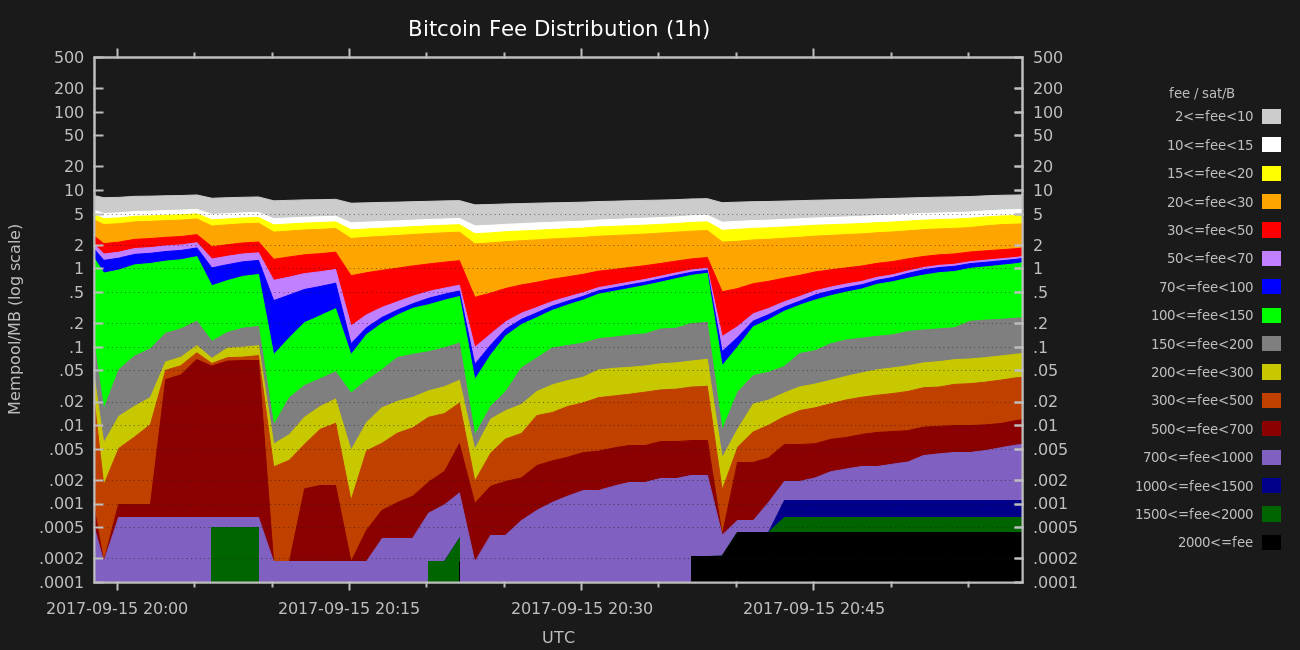 Bitcoin Fee Distribution (1h)
Mempool/MB (log scale)
500
200
100
50
20
10
5
2
1
.5
.2
.1
.05
.02
.01
.005
.002
.001
.0005
.0002
.0001
500
200
100
50
20
10
5
2
1
.5
.2
.1
.05
.02
.01
.005
.002
.001
.0005
.0002
.0001
2017-09-15 20:00
2017-09-15 20:15
2017-09-15 20:30
2017-09-15 20:45
UTC
fee / sat/B
2<=fee<10
10<=fee<15
15<=fee<20
20<=fee<30
30<=fee<50
50<=fee<70
70<=fee<100
100<=fee<150
150<=fee<200
200<=fee<300
300<=fee<500
500<=fee<700
700<=fee<1000
1000<=fee<1500
1500<=fee<2000
2000<=fee